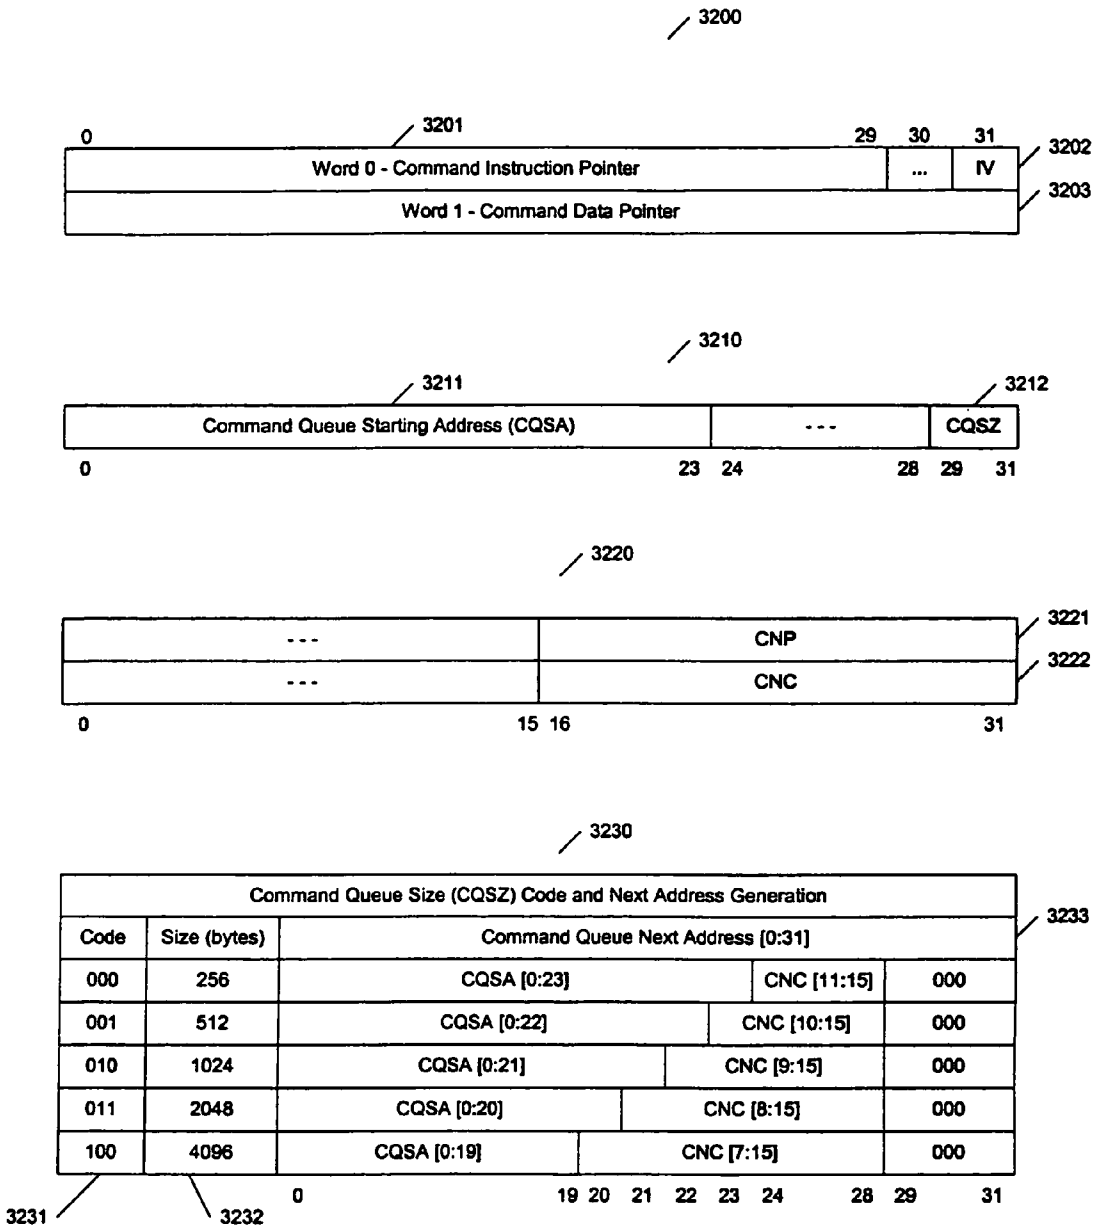 3200
0 3201 29 30 31
Word 0 - Command Instruction Pointer ... IV 3202
Word 1 - Command Data Pointer 3203
3210
3211 3212
Command Queue Starting Address (CQSA) - - - CQSZ
0 23 24 28 29 31
3220
- - - CNP 3221
- - - CNC 3222
0 15 16 31
3230
Command Queue Size (CQSZ) Code and Next Address Generation
Code Size (bytes) Command Queue Next Address [0:31] 3233
000 256 CQSA [0:23] CNC [11:15] 000
001 512 CQSA [0:22] CNC [10:15] 000
010 1024 CQSA [0:21] CNC [9:15] 000
011 2048 CQSA [0:20] CNC [8:15] 000
100 4096 CQSA [0:19] CNC [7:15] 000
0 19 20 21 22 23 24 28 29 31
3231 3232